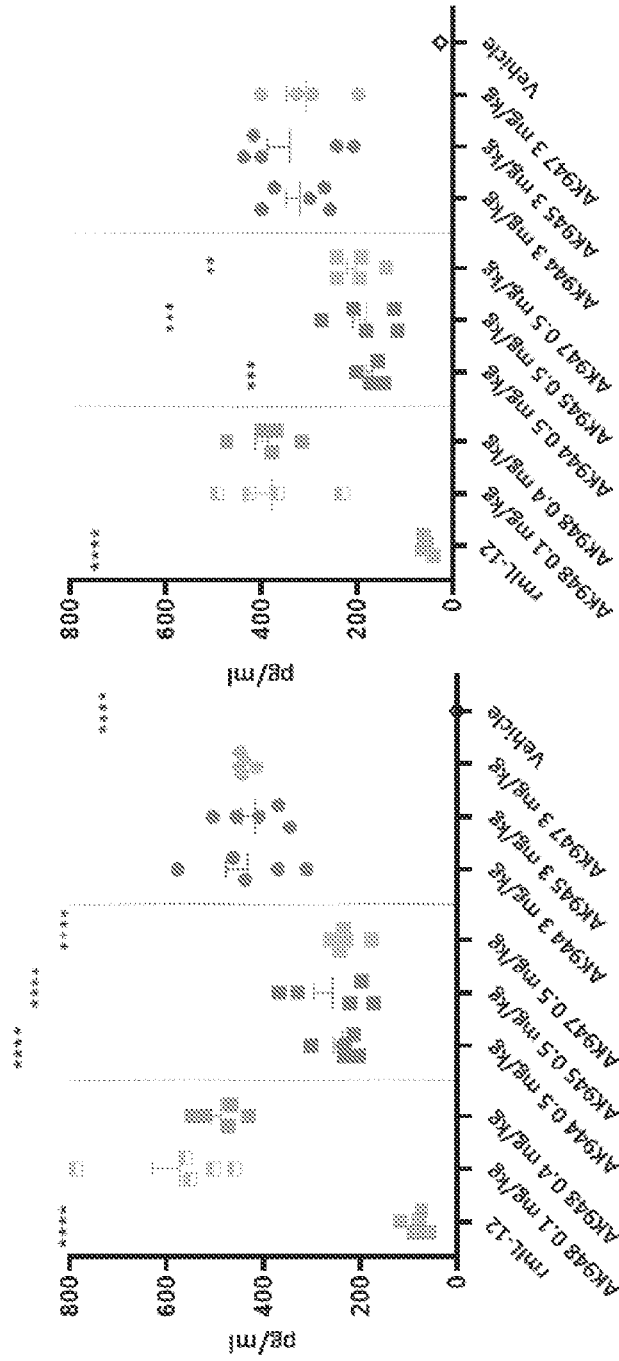 ****
****
****
****
****
800
600
400
200
0
pg/ml
rmIL-12
AK948 0.1 mg/kg
AK948 0.4 mg/kg
AK944 0.5 mg/kg
AK945 0.5 mg/kg
AK947 0.5 mg/kg
AK944 3 mg/kg
AK945 3 mg/kg
AK947 3 mg/kg
Vehicle
****
***
***
**
800
600
400
200
0
pg/ml
rmIL-12
AK948 0.1 mg/kg
AK948 0.4 mg/kg
AK944 0.5 mg/kg
AK945 0.5 mg/kg
AK947 0.5 mg/kg
AK944 3 mg/kg
AK945 3 mg/kg
AK947 3 mg/kg
Vehicle